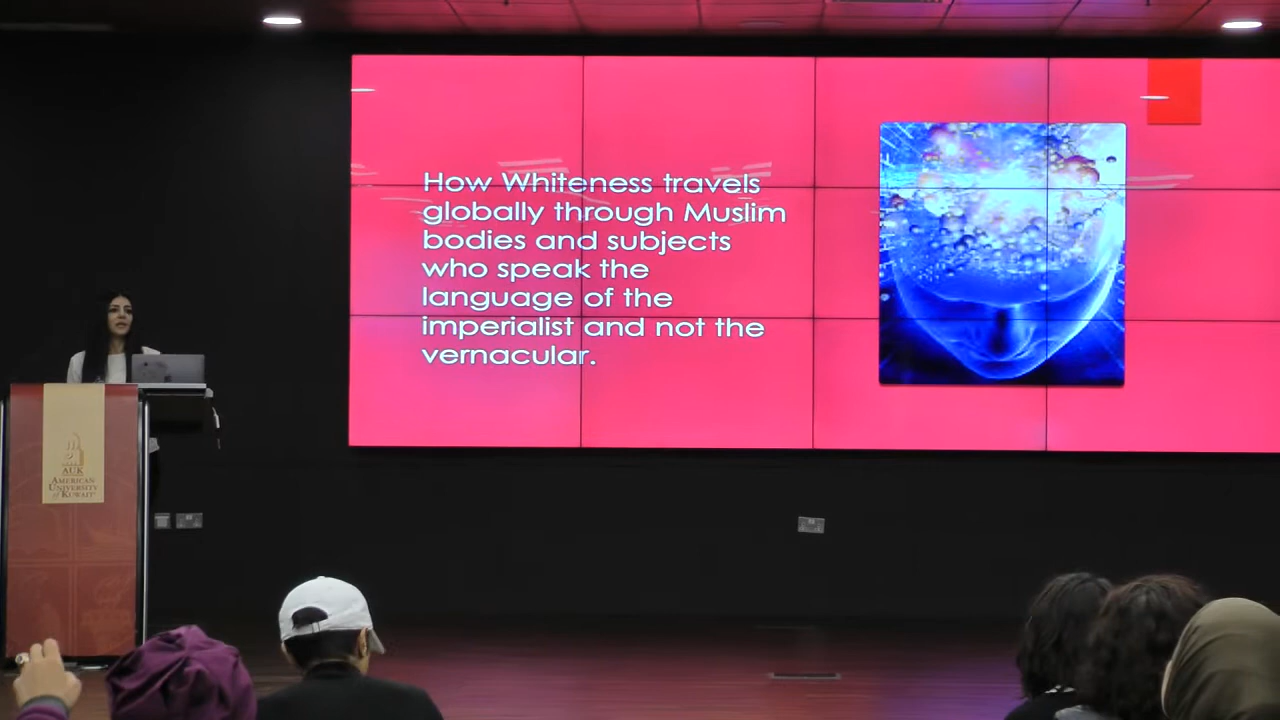 How Whiteness travels
globally through Muslim
bodies and subjects
who speak the
language of the
imperialist and not the
vernacular.
AUK
AMERICAN
UNIVERSITY
of KUWAIT